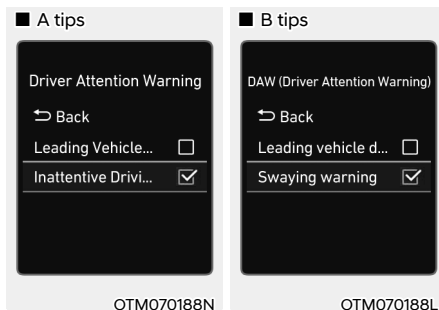 ■ A tips
Driver Attention Warning
Back
Leading Vehicle...
Inattentive Drivi...
OTM070188N
■ B tips
DAW (Driver Attention Warning)
Back
Leading vehicle d...
Swaying warning
OTM070188L